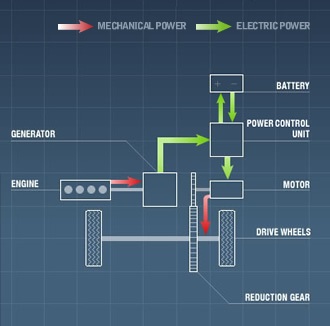 MECHANICAL POWER
ELECTRIC POWER
BATTERY
POWER CONTROL
UNIT
GENERATOR
ENGINE
MOTOR
DRIVE WHEELS
REDUCTION GEAR